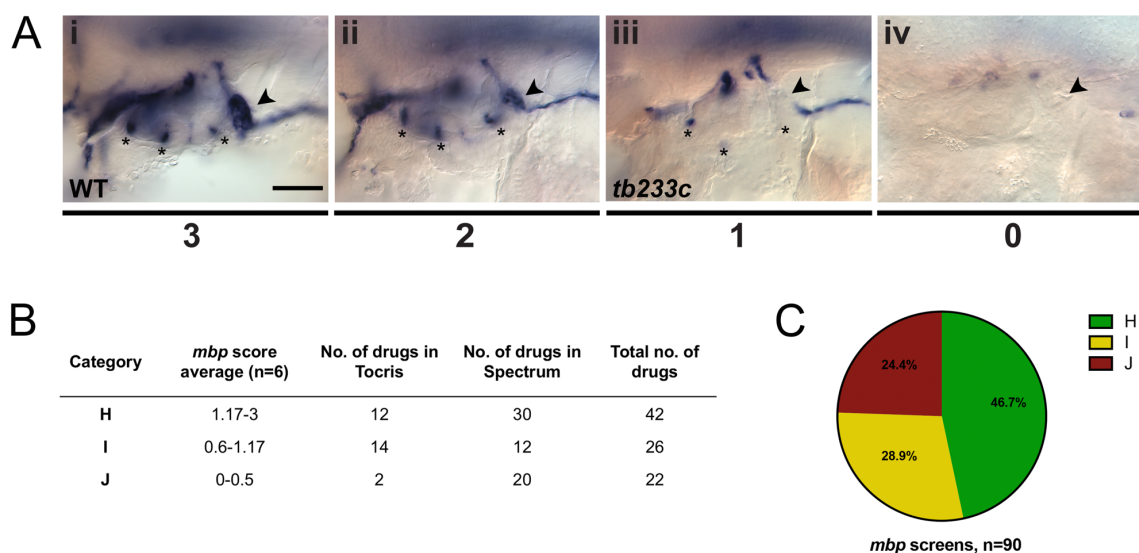 A
i
ii
iii
iv
*
*
*
*
*
*
*
*
*
WT
tb233c
3
2
1
0
B
Category
mbp score average (n=6)
No. of drugs in Tocris
No. of drugs in Spectrum
Total no. of drugs
H 1.17-3 12 30 42
I 0.6-1.17 14 12 26
J 0-0.5 2 20 22
C
H
I
J
24.4%
46.7%
28.9%
mbp screens, n=90